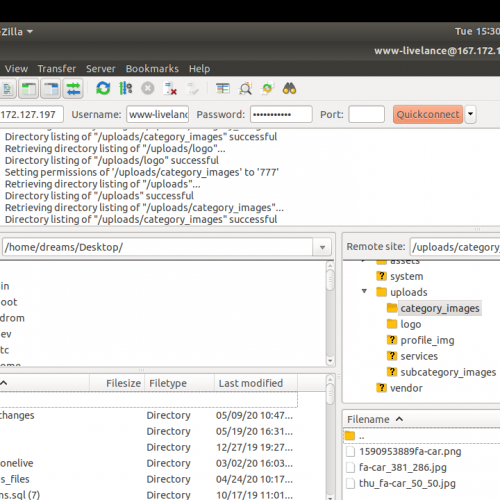 eZilla
Tue 15:30
www-livelance@167.172.1
View Transfer Server Bookmarks Help
172.127.197 Username: www-livelanc Password: ••••••••••• Port: Quickconnect
Directory listing of "/uploads/category_images" successful
Retrieving directory listing of "/uploads/logo"...
Directory listing of "/uploads/logo" successful
Setting permissions of '/uploads/category_images' to '777'
Retrieving directory listing of "/uploads"...
Directory listing of "/uploads" successful
Retrieving directory listing of "/uploads/category_images"...
Directory listing of "/uploads/category_images" successful
/home/dreams/Desktop/
in
oot
drom
ev
tc
ome
Filesize Filetype Last modified
changes Directory 05/09/20 10:47...
Directory 05/19/20 16:31...
Directory 12/27/19 19:27...
onelive Directory 03/02/20 16:03...
s_files Directory 04/24/20 10:17...
ns.sql (7) Directory 10/17/19 11:01...
Remote site: /uploads/category_
assets
system
uploads
category_images
logo
profile_img
services
subcategory_images
vendor
Filename
..
1590953889fa-car.png
fa-car_381_286.jpg
thu_fa-car_50_50.jpg